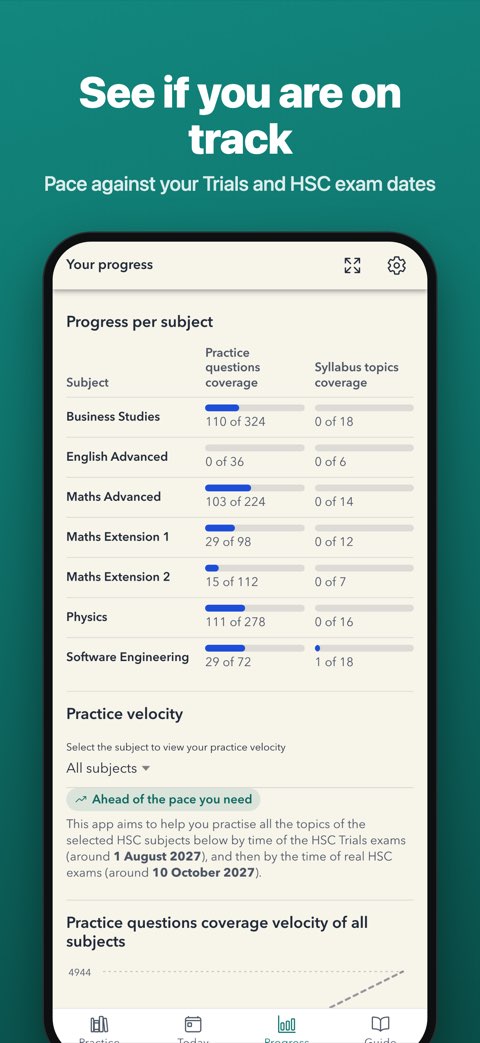 See if you are on
track
Pace against your Trials and HSC exam dates
Your progress
Progress per subject
Subject
Practice
questions
coverage
Syllabus topics
coverage
Business Studies
110 of 324
0 of 18
English Advanced
0 of 36
0 of 6
Maths Advanced
103 of 224
0 of 14
Maths Extension 1
29 of 98
0 of 12
Maths Extension 2
15 of 112
0 of 7
Physics
111 of 278
0 of 16
Software Engineering
29 of 72
1 of 18
Practice velocity
Select the subject to view your practice velocity
All subjects
Ahead of the pace you need
This app aims to help you practise all the topics of the
selected HSC subjects below by time of the HSC Trials exams
(around 1 August 2027), and then by the time of real HSC
exams (around 10 October 2027).
Practice questions coverage velocity of all
subjects
4944
Practice
Today
Progress
Guide